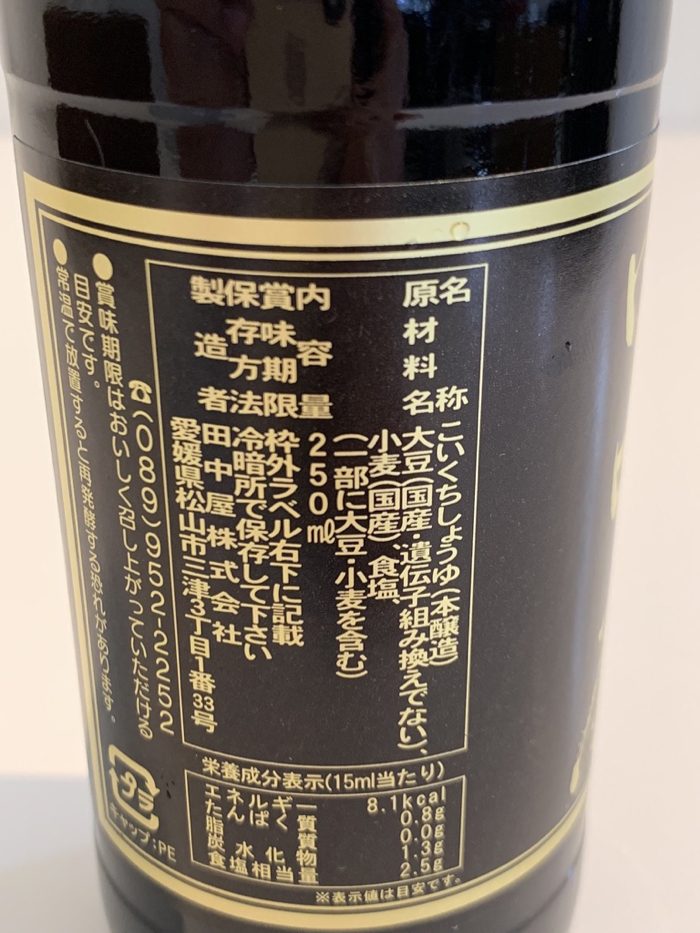 名称 こいくちしょうゆ(本醸造)
原材料名 大豆(国産・遺伝子組み換えでない)、
小麦(国産)、食塩、
(一部に大豆・小麦を含む)
内容量 250ml
賞味期限 枠外ラベル右下に記載
保存方法 冷暗所で保存して下さい
製造者 田中屋株式会社
愛媛県松山市三津3丁目1番33号
☎(089)952-2252
●賞味期限はおいしく召し上がっていただける
目安です。
●常温で放置すると再発酵する恐れがあります。
栄養成分表示(15ml当たり)
エネルギー 8.1kcal
たんぱく質 0.8g
脂質 0.0g
炭水化物 1.3g
食塩相当量 2.5g
※表示値は目安です。
プラ
キャップ:PE